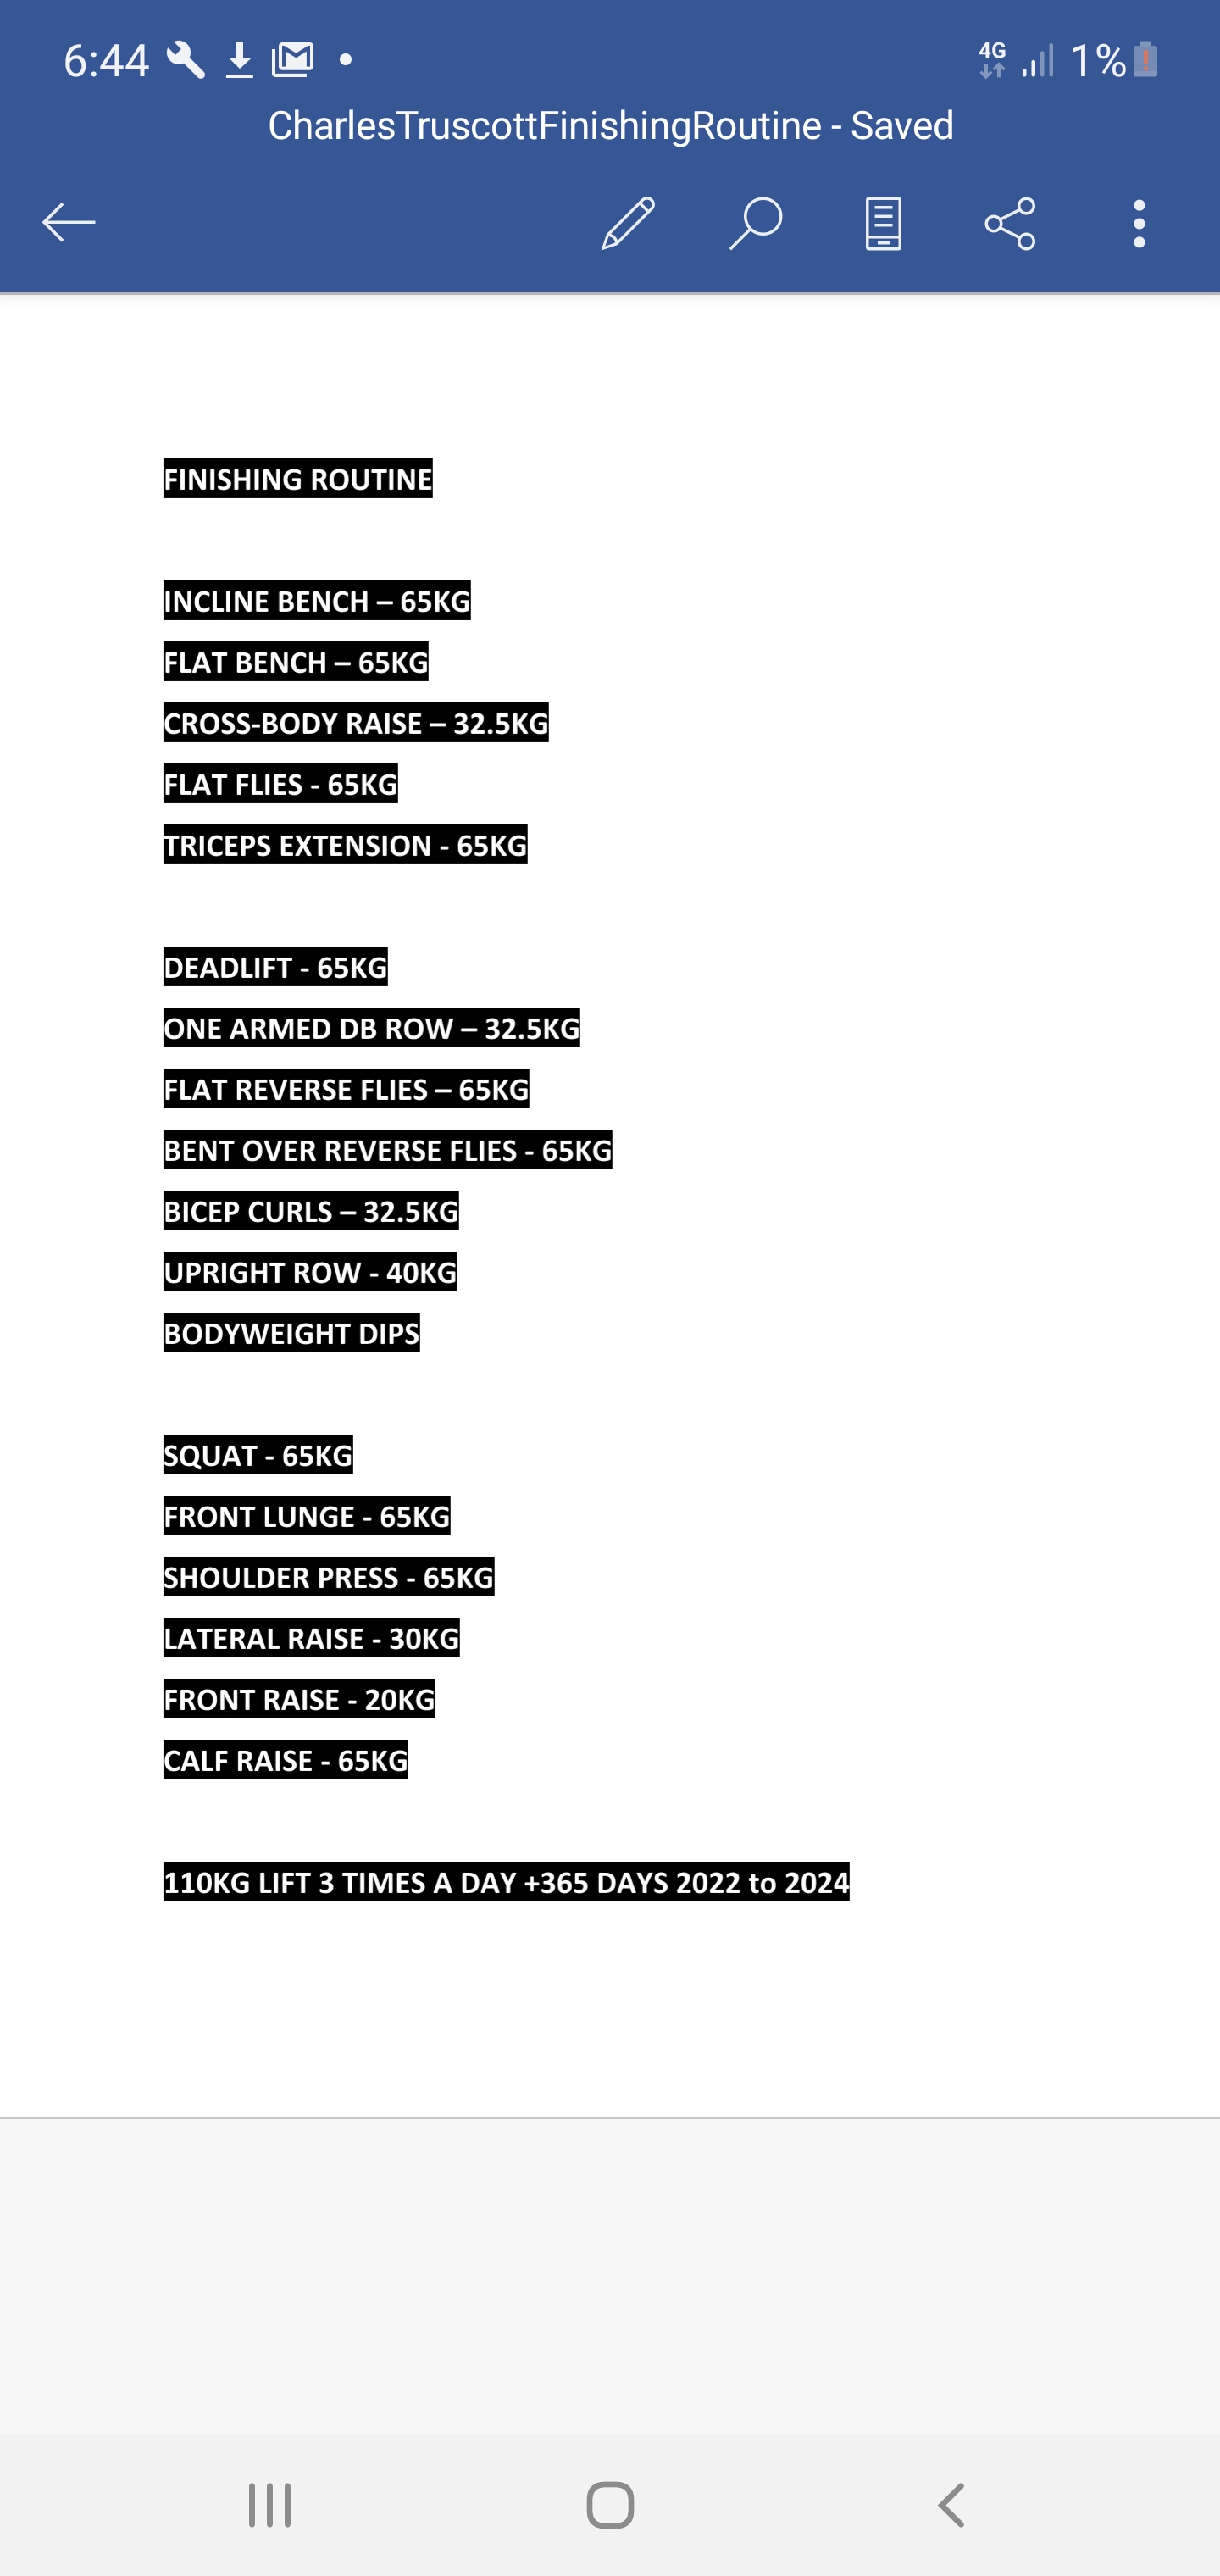 6:44
4G
1%
CharlesTruscottFinishingRoutine - Saved
FINISHING ROUTINE
INCLINE BENCH – 65KG
FLAT BENCH – 65KG
CROSS-BODY RAISE – 32.5KG
FLAT FLIES - 65KG
TRICEPS EXTENSION - 65KG
DEADLIFT - 65KG
ONE ARMED DB ROW – 32.5KG
FLAT REVERSE FLIES – 65KG
BENT OVER REVERSE FLIES - 65KG
BICEP CURLS – 32.5KG
UPRIGHT ROW - 40KG
BODYWEIGHT DIPS
SQUAT - 65KG
FRONT LUNGE - 65KG
SHOULDER PRESS - 65KG
LATERAL RAISE - 30KG
FRONT RAISE - 20KG
CALF RAISE - 65KG
110KG LIFT 3 TIMES A DAY +365 DAYS 2022 to 2024